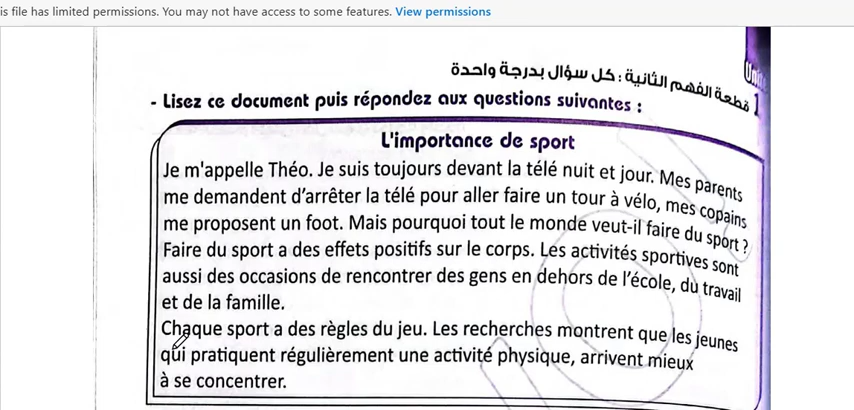 is file has limited permissions. You may not have access to some features. View permissions
قطعة الفهم الثانية : كل سؤال بدرجة واحدة
- Lisez ce document puis répondez aux questions suivantes :
L'importance de sport
Je m'appelle Théo. Je suis toujours devant la télé nuit et jour. Mes parents
me demandent d'arrêter la télé pour aller faire un tour à vélo, mes copains
me proposent un foot. Mais pourquoi tout le monde veut-il faire du sport ?
Faire du sport a des effets positifs sur le corps. Les activités sportives sont
aussi des occasions de rencontrer des gens en dehors de l'école, du travail
et de la famille.
Chaque sport a des règles du jeu. Les recherches montrent que les jeunes
qui pratiquent régulièrement une activité physique, arrivent mieux
à se concentrer.